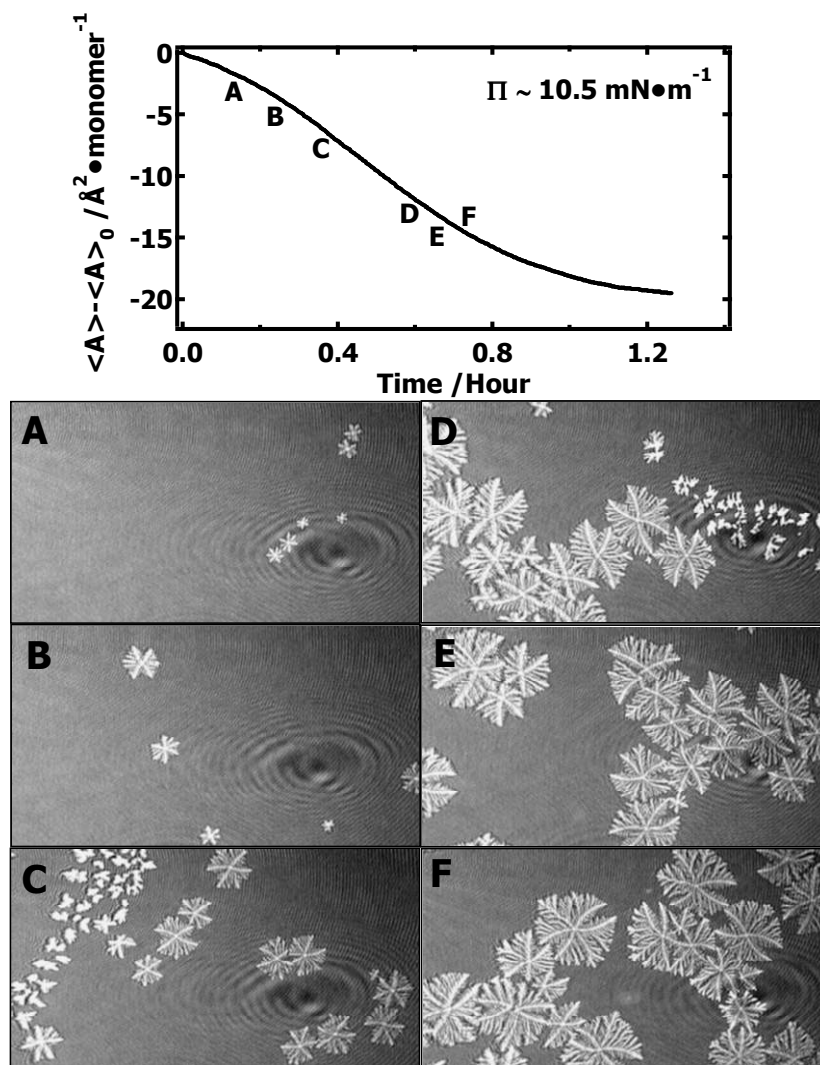 0
-5
-10
-15
-20
<A>-<A>₀ / Å²●monomer⁻¹
Π ~ 10.5 mN●m⁻¹
A
B
C
D
E
F
0.0 0.4 0.8 1.2
Time /Hour
A
D
B
E
C
F